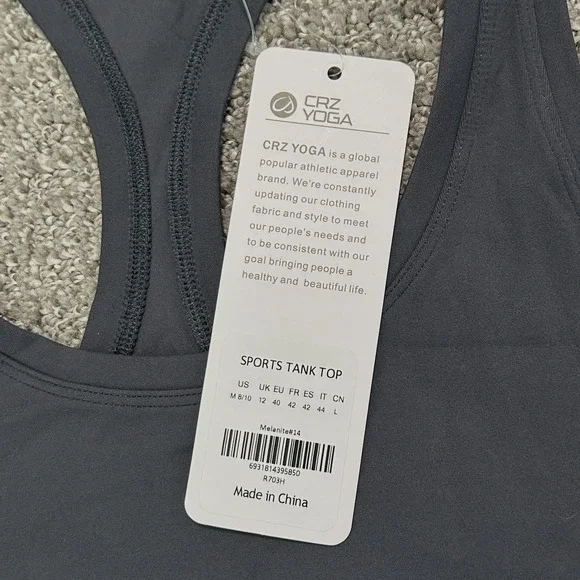 CRZ
YOGA
CRZ YOGA is a global
popular athletic apparel
brand. We're constantly
updating our clothing
fabric and style to meet
our people's needs and
to be consistent with our
goal bringing people a
healthy and beautiful life.
SPORTS TANK TOP
US UK EU FR ES IT CN
M 8/10 12 40 42 42 44 L
Melanite#14
6931814395850
R703H
Made in China